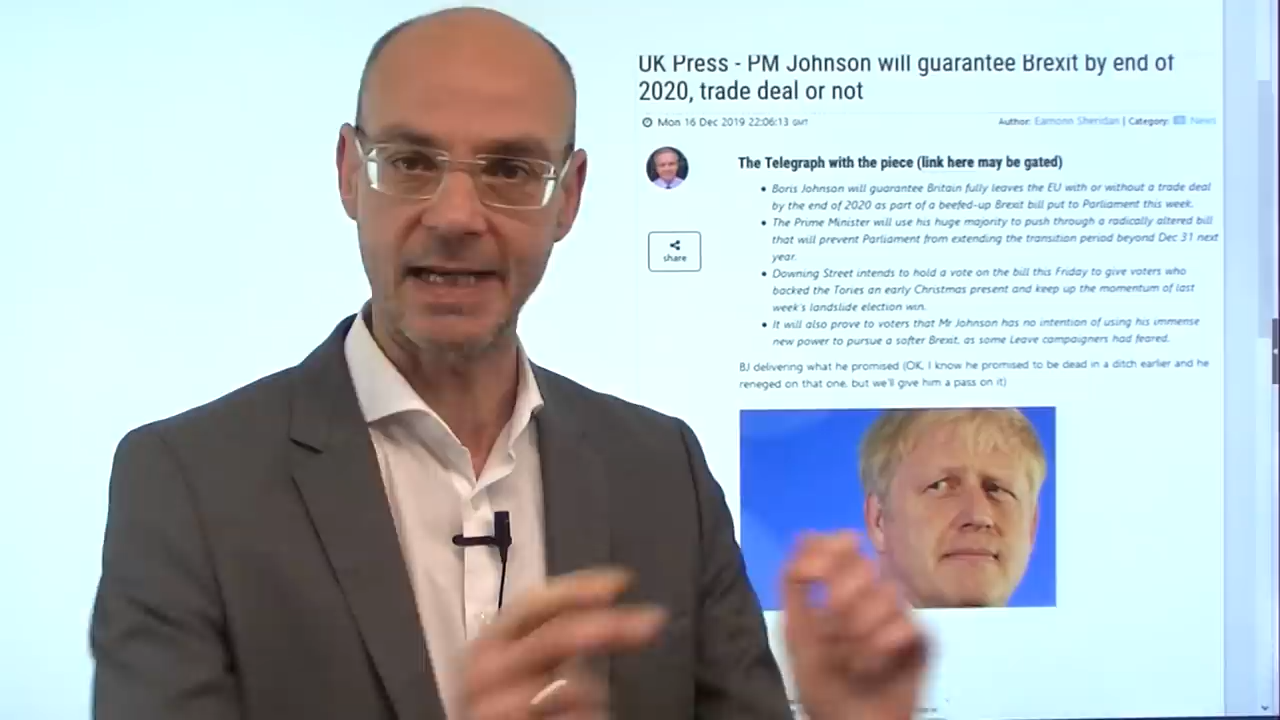 UK Press - PM Johnson will guarantee Brexit by end of
2020, trade deal or not
Mon 16 Dec 2019 22:06:13 GMT
Author: Eamonn Sheridan | Category: News
The Telegraph with the piece (link here may be gated)
• Boris Johnson will guarantee Britain fully leaves the EU with or without a trade deal
by the end of 2020 as part of a beefed-up Brexit bill put to Parliament this week.
• The Prime Minister will use his huge majority to push through a radically altered bill
that will prevent Parliament from extending the transition period beyond Dec 31 next
year.
• Downing Street intends to hold a vote on the bill this Friday to give voters who
backed the Tories an early Christmas present and keep up the momentum of last
week's landslide election win.
• It will also prove to voters that Mr Johnson has no intention of using his immense
new power to pursue a softer Brexit, as some Leave campaigners had feared.
share
BJ delivering what he promised (OK, I know he promised to be dead in a ditch earlier and he
reneged on that one, but we'll give him a pass on it)